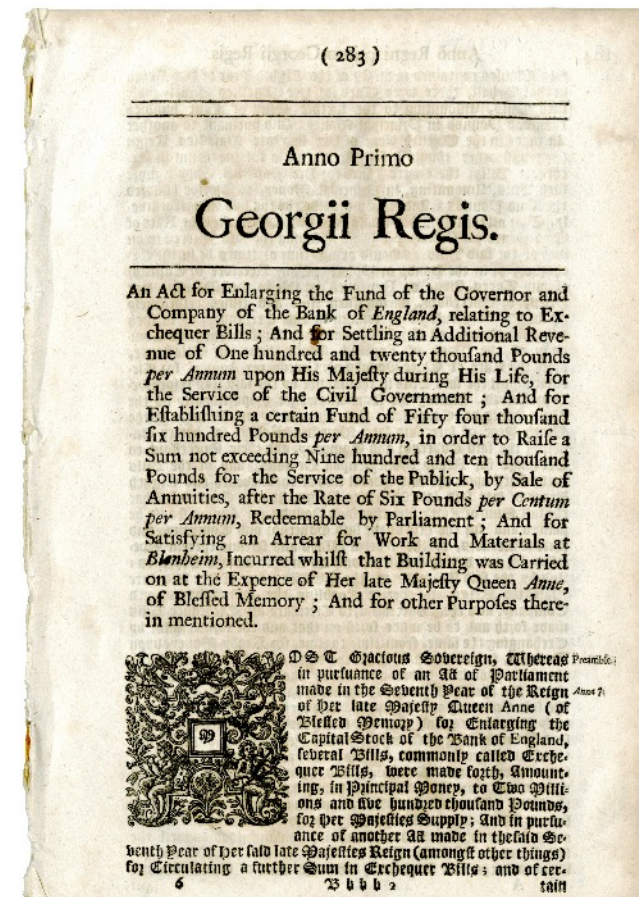 ( 283 )
Anno Primo
Georgii Regis.
An Act for Enlarging the Fund of the Governor and
Company of the Bank of England, relating to Ex-
chequer Bills ; And for Settling an Additional Reve-
nue of One hundred and twenty thouſand Pounds
per Annum upon His Majeſty during His Life, for
the Service of the Civil Government ; And for
Eſtabliſhing a certain Fund of Fifty four thouſand
ſix hundred Pounds per Annum, in order to Raiſe a
Sum not exceeding Nine hundred and ten thouſand
Pounds for the Service of the Publick, by Sale of
Annuities, after the Rate of Six Pounds per Centum
per Annum, Redeemable by Parliament ; And for
Satisfying an Arrear for Work and Materials at
Blenheim, Incurred whilſt that Building was Carried
on at the Expence of Her late Majeſty Queen Anne,
of Bleſſed Memory ; And for other Purpoſes there-
in mentioned.
MOST Gracious Sovereign, Whereas Preamble.
in purſuance of an Act of Parliament
made in the Seventh Year of the Reign Anno 7.
of Her late Majeſty Queen Anne ( of
Bleſſed Memory ) for Enlarging the
Capital Stock of the Bank of England,
ſeveral Bills, commonly called Exche-
quer Bills, were made forth, Amount-
ing, in Principal Money, to Two Milli-
ons and five hundred thouſand Pounds,
for Her Majeſties Supply; And in purſu-
ance of another Act made in the ſaid Se-
venth Year of Her ſaid late Majeſties Reign (amongſt other things)
for Circulating a further Sum in Exchequer Bills; and of cer-
6 Bbbb 2 tain